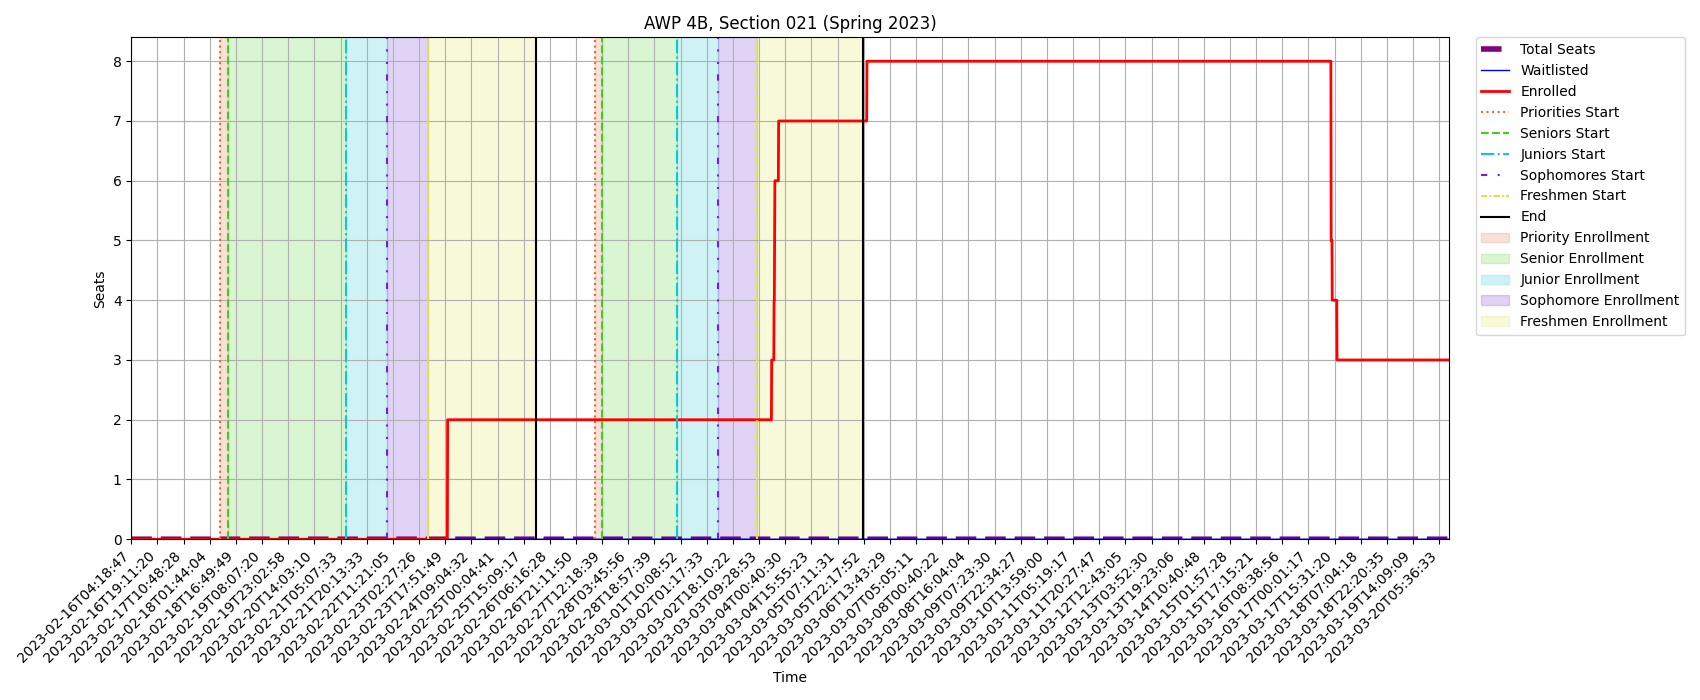 AWP 4B, Section 021 (Spring 2023)
Seats
8
7
6
5
4
3
2
1
0
2023-02-16T04:18:47
2023-02-16T19:11:20
2023-02-17T10:48:28
2023-02-18T01:44:04
2023-02-18T16:49:49
2023-02-19T08:07:20
2023-02-19T23:02:58
2023-02-20T14:03:10
2023-02-21T05:07:33
2023-02-21T20:13:33
2023-02-22T11:21:05
2023-02-23T02:27:26
2023-02-23T17:51:49
2023-02-24T09:04:32
2023-02-25T00:04:41
2023-02-25T15:09:17
2023-02-26T06:16:28
2023-02-26T21:11:50
2023-02-27T12:18:39
2023-02-28T03:45:56
2023-02-28T18:57:39
2023-03-01T10:08:52
2023-03-02T01:17:33
2023-03-02T18:10:22
2023-03-03T09:28:53
2023-03-04T00:40:30
2023-03-04T15:55:23
2023-03-05T07:11:31
2023-03-05T22:17:52
2023-03-06T13:43:29
2023-03-07T05:05:11
2023-03-08T00:40:22
2023-03-08T16:04:04
2023-03-09T07:23:30
2023-03-09T22:34:27
2023-03-10T13:59:00
2023-03-11T05:19:17
2023-03-11T20:27:47
2023-03-12T12:43:05
2023-03-13T03:52:30
2023-03-13T19:23:06
2023-03-14T10:40:48
2023-03-15T01:57:28
2023-03-15T17:15:21
2023-03-16T08:38:56
2023-03-17T00:01:17
2023-03-17T15:31:20
2023-03-18T07:04:18
2023-03-18T22:20:35
2023-03-19T14:09:09
2023-03-20T05:36:33
Time
Total Seats
Waitlisted
Enrolled
Priorities Start
Seniors Start
Juniors Start
Sophomores Start
Freshmen Start
End
Priority Enrollment
Senior Enrollment
Junior Enrollment
Sophomore Enrollment
Freshmen Enrollment